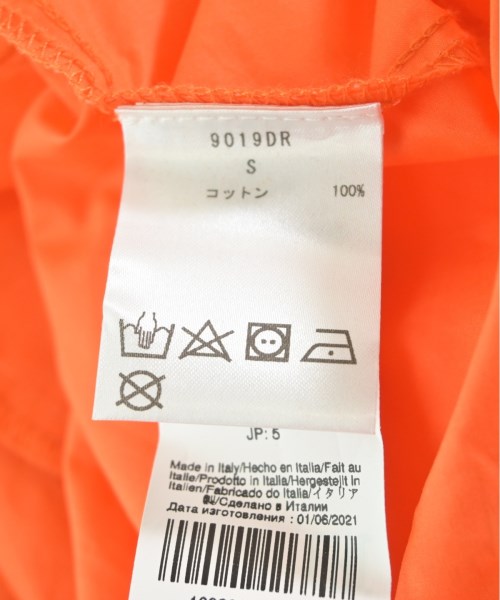 9019DR
S
コットン 100%
JP: 5
Made in Italy/Hecho en Italia/Fait au
Italie/Prodotto in Italia/Hergestellt In
Italien/Fabricado do Italia/イタリア
製/Сделано в Италии
Дата изготовления : 01/06/2021